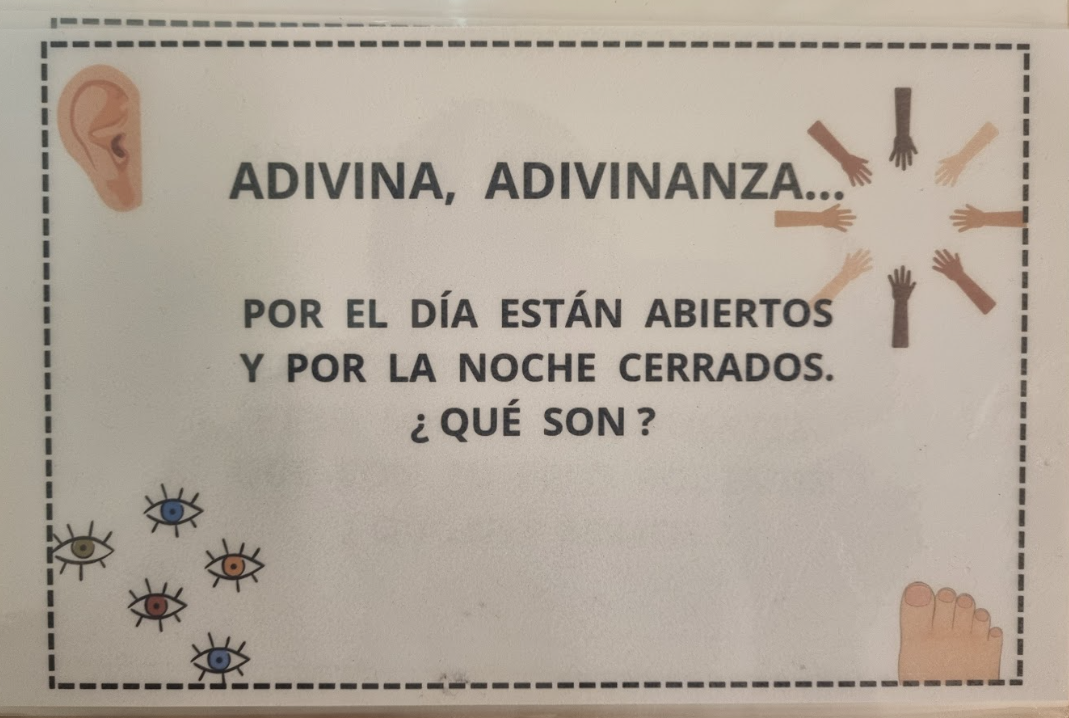 ADIVINA, ADIVINANZA...
POR EL DÍA ESTÁN ABIERTOS
Y POR LA NOCHE CERRADOS.
¿ QUÉ SON ?